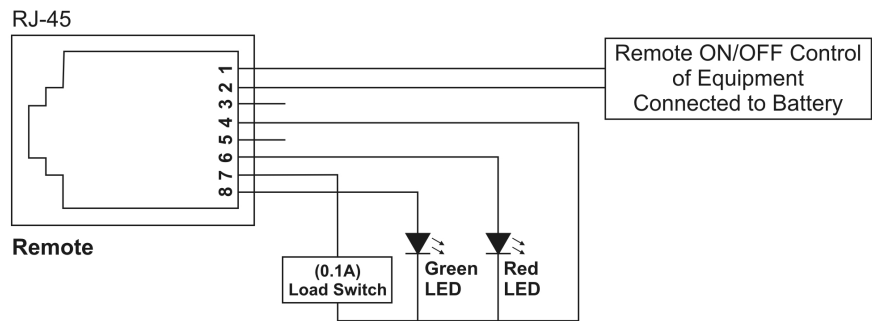 RJ-45
1
2
3
4
5
6
7
8
Remote ON/OFF Control
of Equipment
Connected to Battery
Remote
(0.1A)
Load Switch
Green
LED
Red
LED